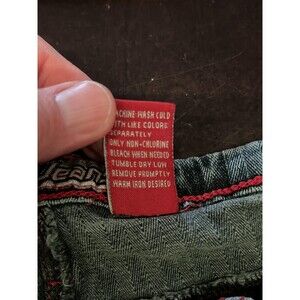 MACHINE WASH COLD
WITH LIKE COLORS
SEPARATELY
ONLY NON-CHLORINE
BLEACH WHEN NEEDED
TUMBLE DRY LOW
REMOVE PROMPTLY
WARM IRON DESIRED
Jeans